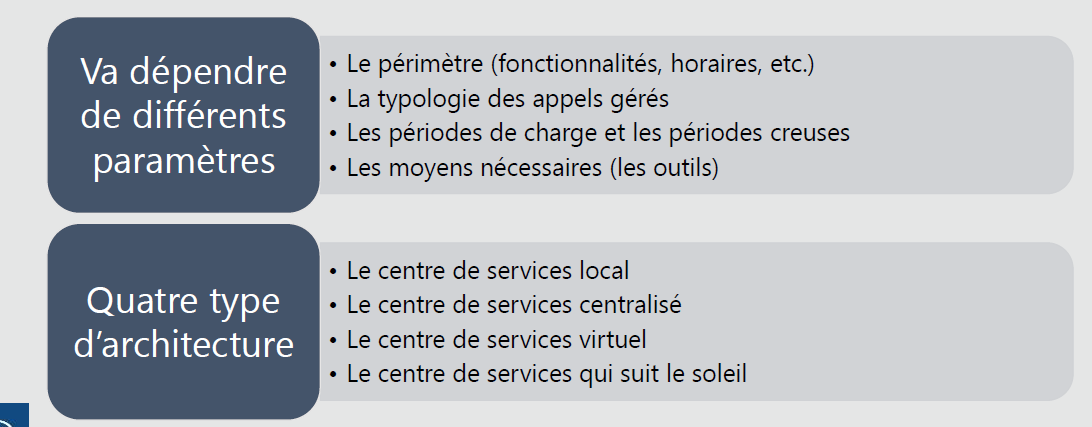 Va dépendre
de différents
paramètres
• Le périmètre (fonctionnalités, horaires, etc.)
• La typologie des appels gérés
• Les périodes de charge et les périodes creuses
• Les moyens nécessaires (les outils)
Quatre type
d’architecture
• Le centre de services local
• Le centre de services centralisé
• Le centre de services virtuel
• Le centre de services qui suit le soleil